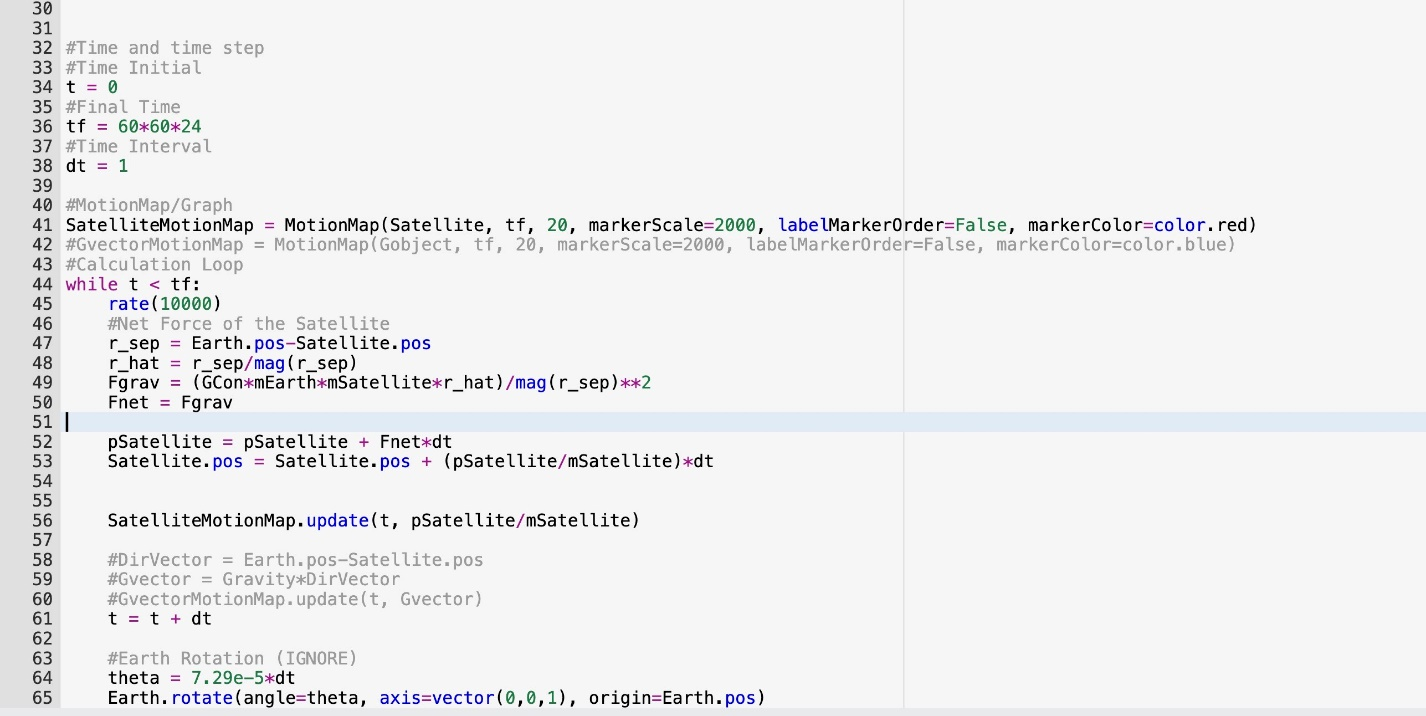 30
31
32 #Time and time step
33 #Time Initial
34 t = 0
35 #Final Time
36 tf = 60*60*24
37 #Time Interval
38 dt = 1
39
40 #MotionMap/Graph
41 SatelliteMotionMap = MotionMap(Satellite, tf, 20, markerScale=2000, labelMarkerOrder=False, markerColor=color.red)
42 #GvectorMotionMap = MotionMap(Gobject, tf, 20, markerScale=2000, labelMarkerOrder=False, markerColor=color.blue)
43 #Calculation Loop
44 while t < tf:
45     rate(10000)
46     #Net Force of the Satellite
47     r_sep = Earth.pos-Satellite.pos
48     r_hat = r_sep/mag(r_sep)
49     Fgrav = (GCon*mEarth*mSatellite*r_hat)/mag(r_sep)**2
50     Fnet = Fgrav
51
52     pSatellite = pSatellite + Fnet*dt
53     Satellite.pos = Satellite.pos + (pSatellite/mSatellite)*dt
54
55
56     SatelliteMotionMap.update(t, pSatellite/mSatellite)
57
58     #DirVector = Earth.pos-Satellite.pos
59     #Gvector = Gravity*DirVector
60     #GvectorMotionMap.update(t, Gvector)
61     t = t + dt
62
63     #Earth Rotation (IGNORE)
64     theta = 7.29e-5*dt
65     Earth.rotate(angle=theta, axis=vector(0,0,1), origin=Earth.pos)